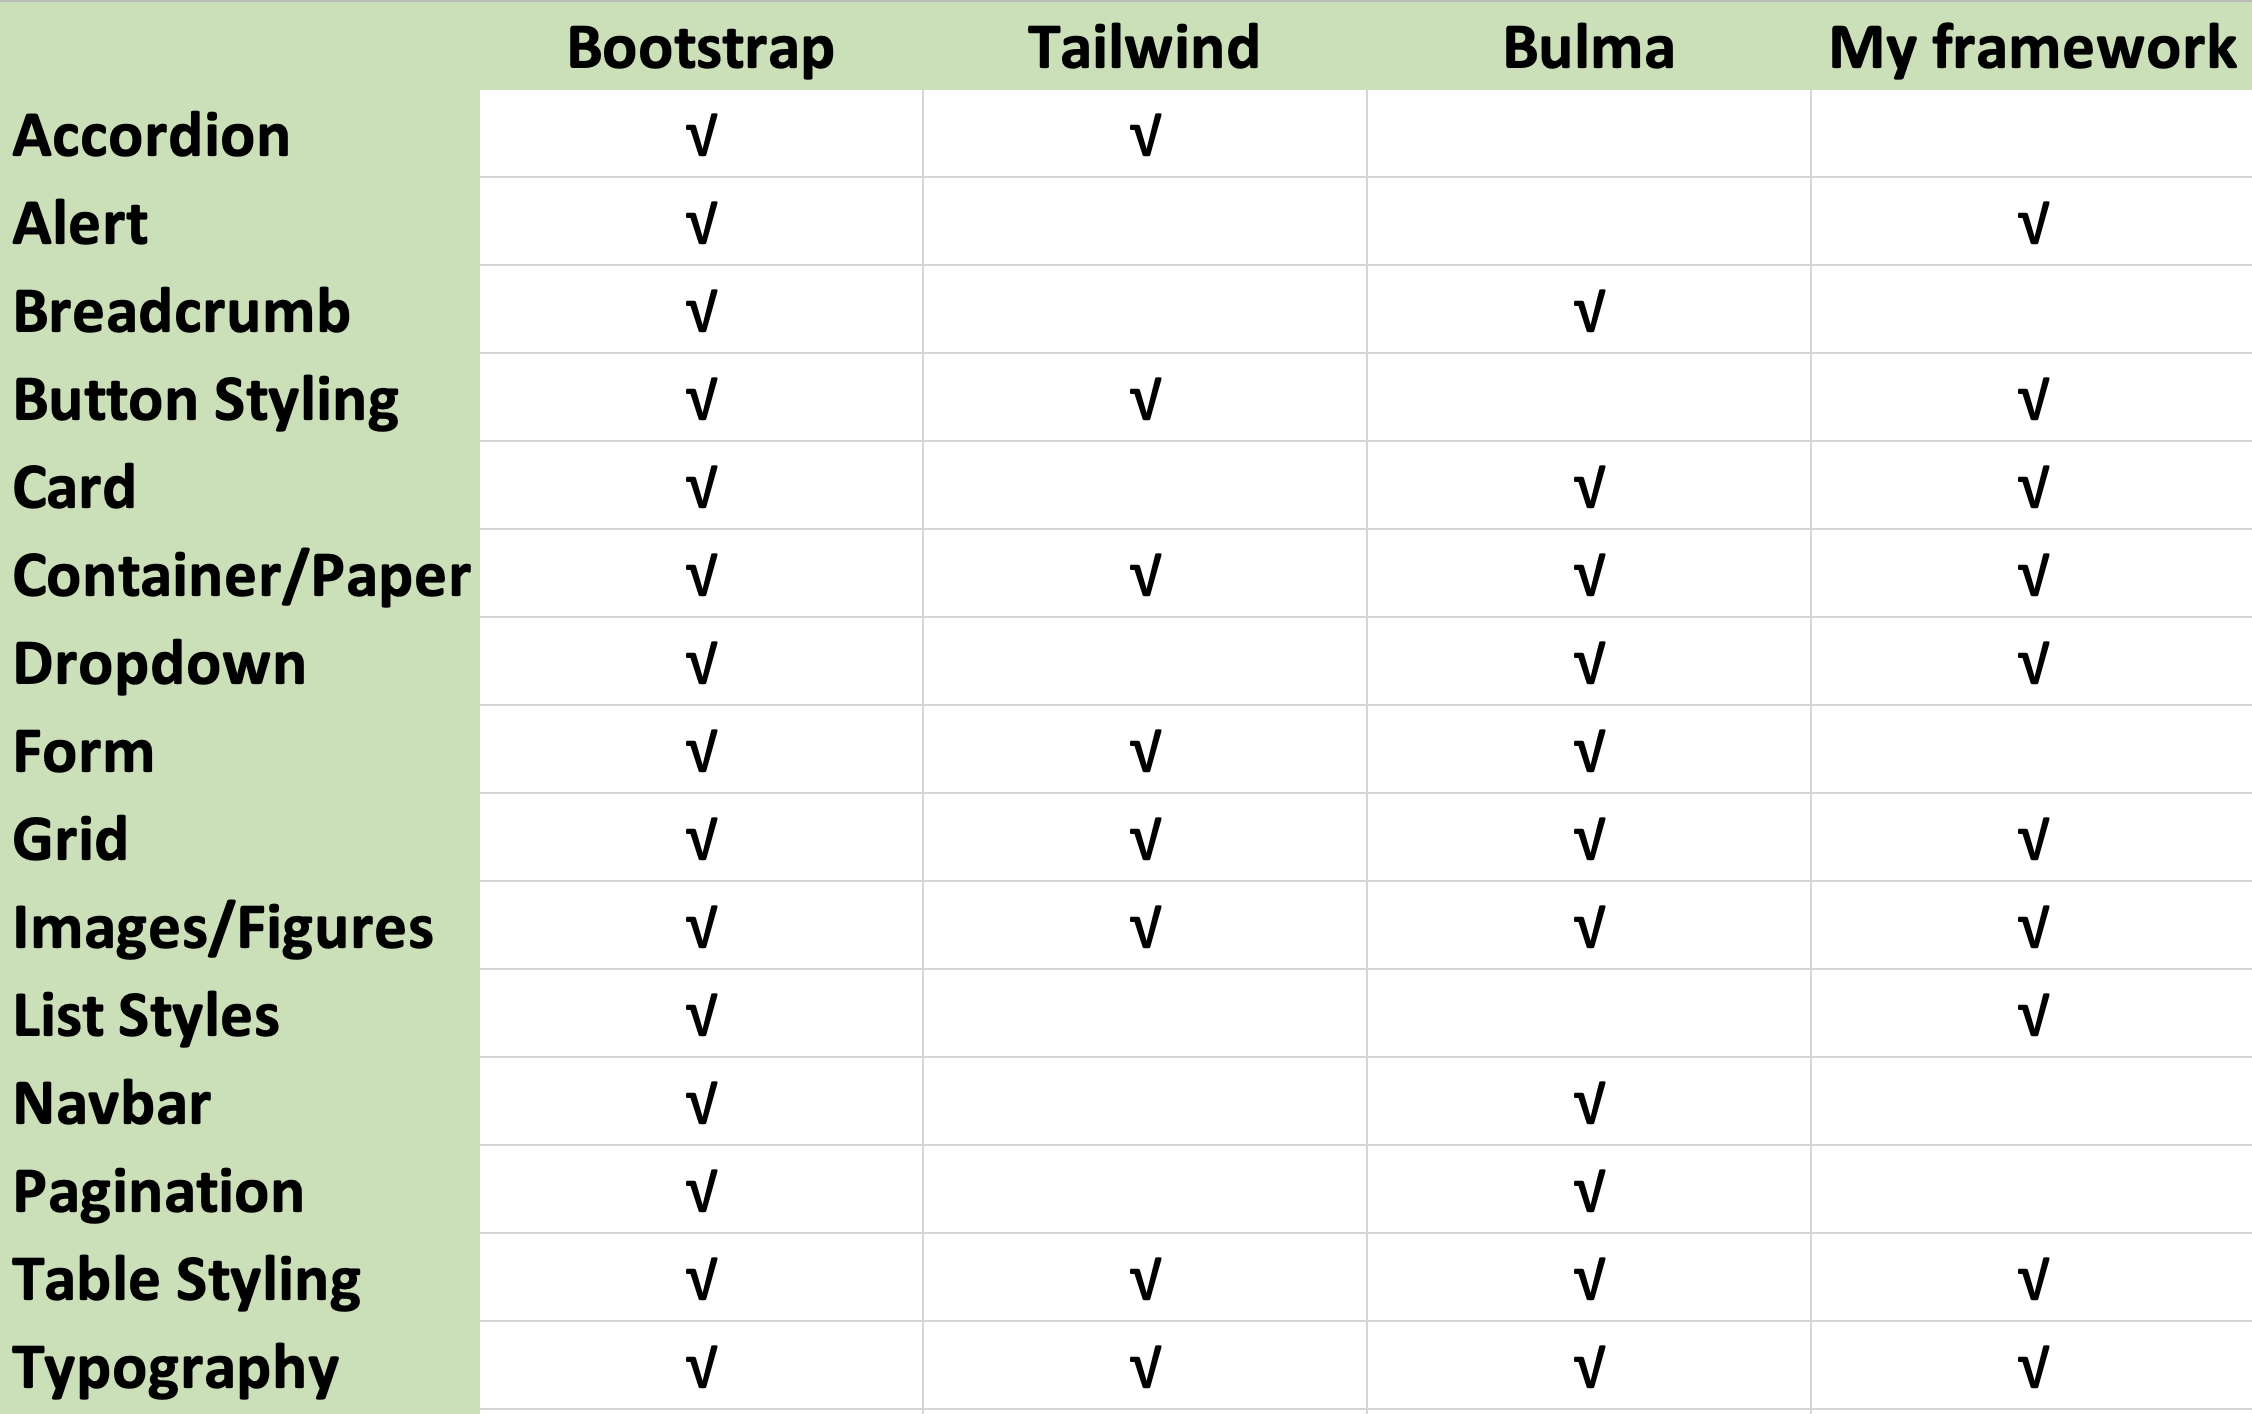 Bootstrap Tailwind Bulma My framework
Accordion √ √
Alert √ √
Breadcrumb √ √
Button Styling √ √ √
Card √ √ √
Container/Paper √ √ √ √
Dropdown √ √ √
Form √ √ √
Grid √ √ √ √
Images/Figures √ √ √ √
List Styles √ √
Navbar √ √
Pagination √ √
Table Styling √ √ √ √
Typography √ √ √ √